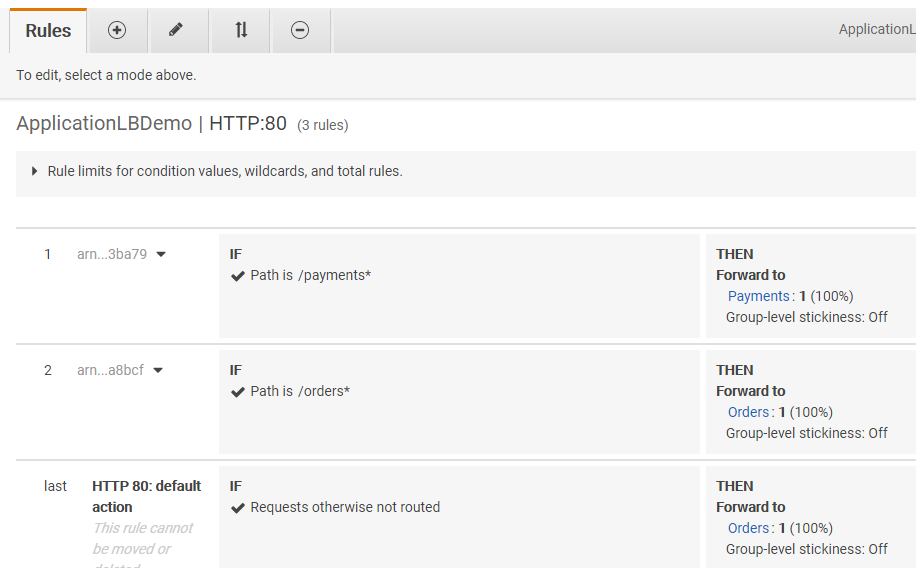 Rules
ApplicationL
To edit, select a mode above.
ApplicationLBDemo | HTTP:80 (3 rules)
Rule limits for condition values, wildcards, and total rules.
1 arn...3ba79
IF
Path is /payments*
THEN
Forward to
Payments: 1 (100%)
Group-level stickiness: Off
2 arn...a8bcf
IF
Path is /orders*
THEN
Forward to
Orders: 1 (100%)
Group-level stickiness: Off
last
HTTP 80: default
action
This rule cannot
be moved or
IF
Requests otherwise not routed
THEN
Forward to
Orders: 1 (100%)
Group-level stickiness: Off